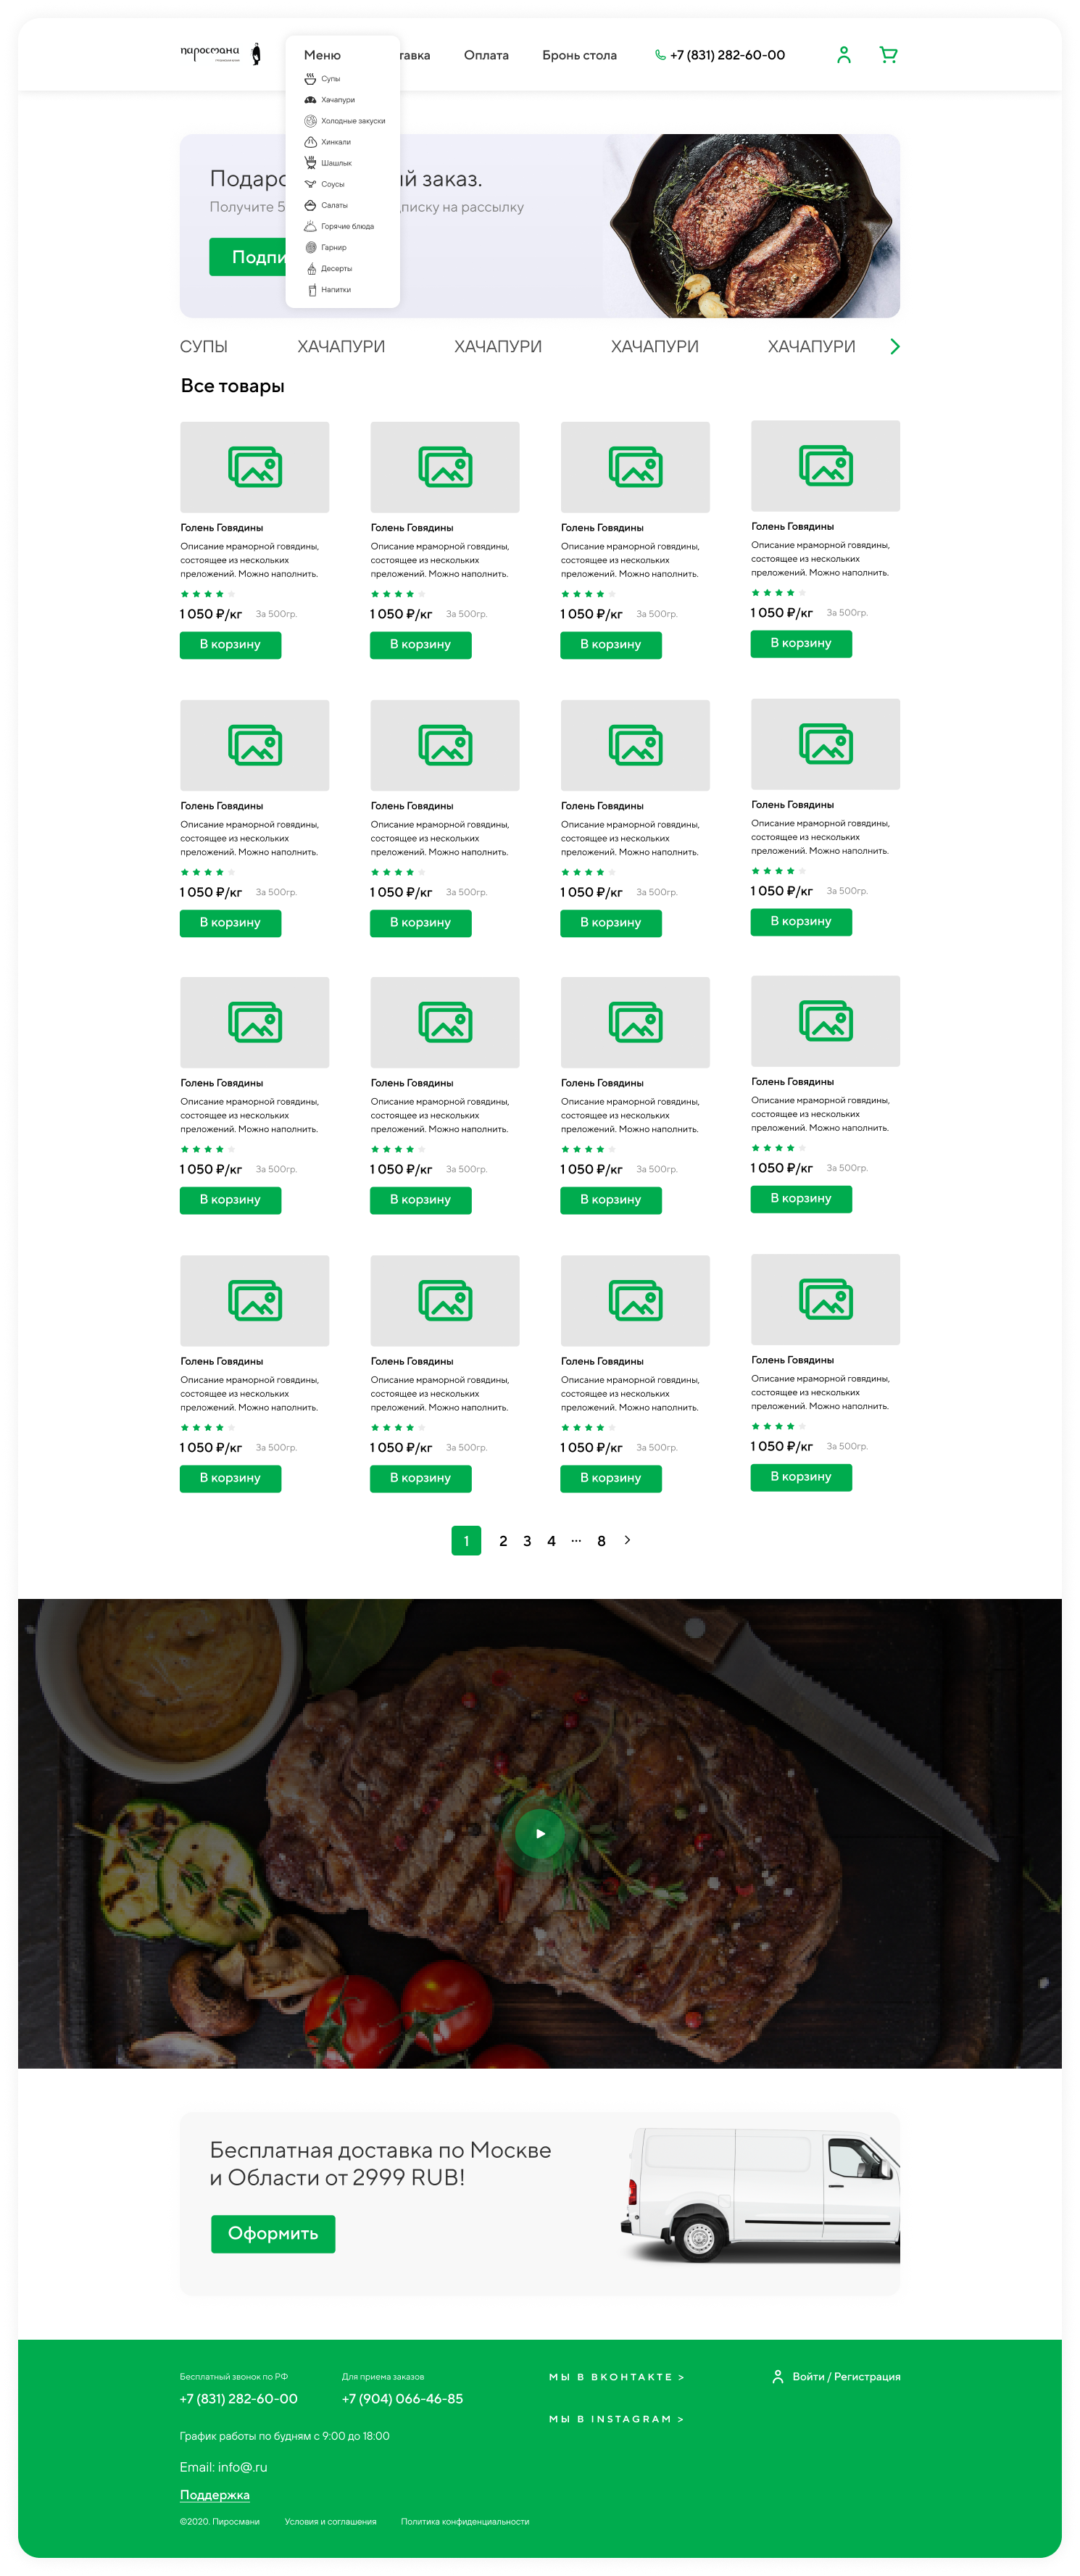 пиросмани
Меню
тавка
Оплата
Бронь стола
+7 (831) 282-60-00
Супы
Хачапури
Холодные закуски
Хинкали
Шашлык
Соусы
Салаты
Горячие блюда
Гарнир
Десерты
Напитки
Подаро й заказ.
Получите 5 писку на рассылку
Подпи
СУПЫ ХАЧАПУРИ ХАЧАПУРИ ХАЧАПУРИ ХАЧАПУРИ
Все товары
Голень Говядины
Описание мраморной говядины,
состоящее из нескольких
преложений. Можно наполнить.
1 050 ₽/кг За 500гр.
В корзину
Голень Говядины
Описание мраморной говядины,
состоящее из нескольких
преложений. Можно наполнить.
1 050 ₽/кг За 500гр.
В корзину
Голень Говядины
Описание мраморной говядины,
состоящее из нескольких
преложений. Можно наполнить.
1 050 ₽/кг За 500гр.
В корзину
Голень Говядины
Описание мраморной говядины,
состоящее из нескольких
преложений. Можно наполнить.
1 050 ₽/кг За 500гр.
В корзину
Голень Говядины
Описание мраморной говядины,
состоящее из нескольких
преложений. Можно наполнить.
1 050 ₽/кг За 500гр.
В корзину
Голень Говядины
Описание мраморной говядины,
состоящее из нескольких
преложений. Можно наполнить.
1 050 ₽/кг За 500гр.
В корзину
Голень Говядины
Описание мраморной говядины,
состоящее из нескольких
преложений. Можно наполнить.
1 050 ₽/кг За 500гр.
В корзину
Голень Говядины
Описание мраморной говядины,
состоящее из нескольких
преложений. Можно наполнить.
1 050 ₽/кг За 500гр.
В корзину
Голень Говядины
Описание мраморной говядины,
состоящее из нескольких
преложений. Можно наполнить.
1 050 ₽/кг За 500гр.
В корзину
Голень Говядины
Описание мраморной говядины,
состоящее из нескольких
преложений. Можно наполнить.
1 050 ₽/кг За 500гр.
В корзину
Голень Говядины
Описание мраморной говядины,
состоящее из нескольких
преложений. Можно наполнить.
1 050 ₽/кг За 500гр.
В корзину
Голень Говядины
Описание мраморной говядины,
состоящее из нескольких
преложений. Можно наполнить.
1 050 ₽/кг За 500гр.
В корзину
Голень Говядины
Описание мраморной говядины,
состоящее из нескольких
преложений. Можно наполнить.
1 050 ₽/кг За 500гр.
В корзину
Голень Говядины
Описание мраморной говядины,
состоящее из нескольких
преложений. Можно наполнить.
1 050 ₽/кг За 500гр.
В корзину
Голень Говядины
Описание мраморной говядины,
состоящее из нескольких
преложений. Можно наполнить.
1 050 ₽/кг За 500гр.
В корзину
Голень Говядины
Описание мраморной говядины,
состоящее из нескольких
преложений. Можно наполнить.
1 050 ₽/кг За 500гр.
В корзину
1 2 3 4 ... 8 >
Бесплатная доставка по Москве
и Области от 2999 RUB!
Оформить
Бесплатный звонок по РФ
+7 (831) 282-60-00
Для приема заказов
+7 (904) 066-46-85
МЫ В ВКОНТАКТЕ >
МЫ В INSTAGRAM >
Войти / Регистрация
График работы по будням с 9:00 до 18:00
Email: info@.ru
Поддержка
©2020. Пиросмани Условия и соглашения Политика конфиденциальности